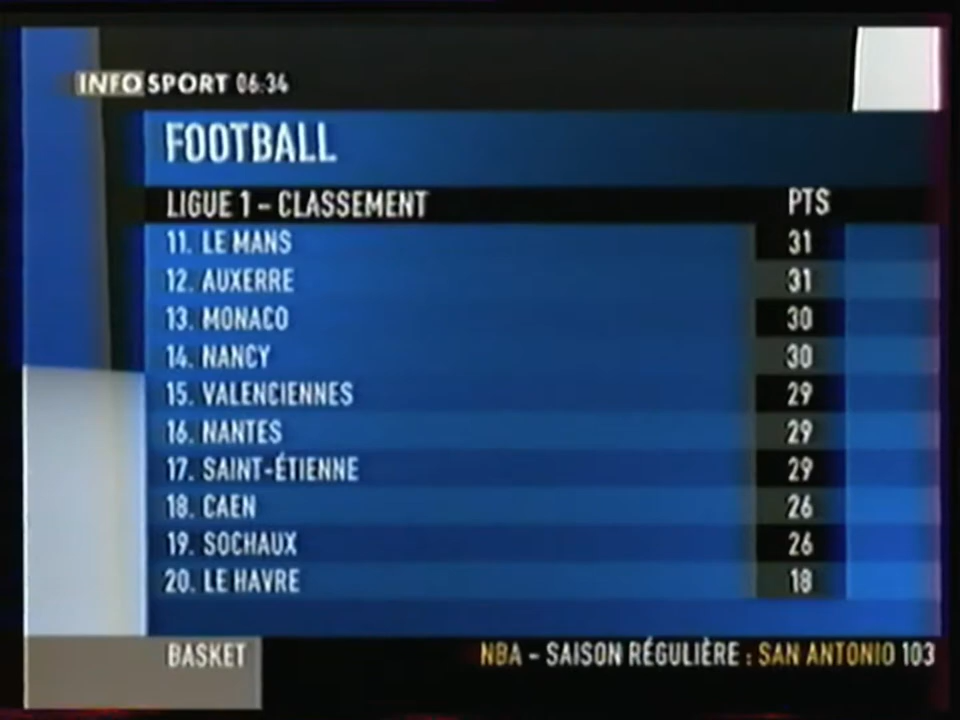 INFOSPORT 06:34
FOOTBALL
LIGUE 1 – CLASSEMENT PTS
11. LE MANS 31
12. AUXERRE 31
13. MONACO 30
14. NANCY 30
15. VALENCIENNES 29
16. NANTES 29
17. SAINT-ÉTIENNE 29
18. CAEN 26
19. SOCHAUX 26
20. LE HAVRE 18
BASKET NBA – SAISON RÉGULIÈRE : SAN ANTONIO 103